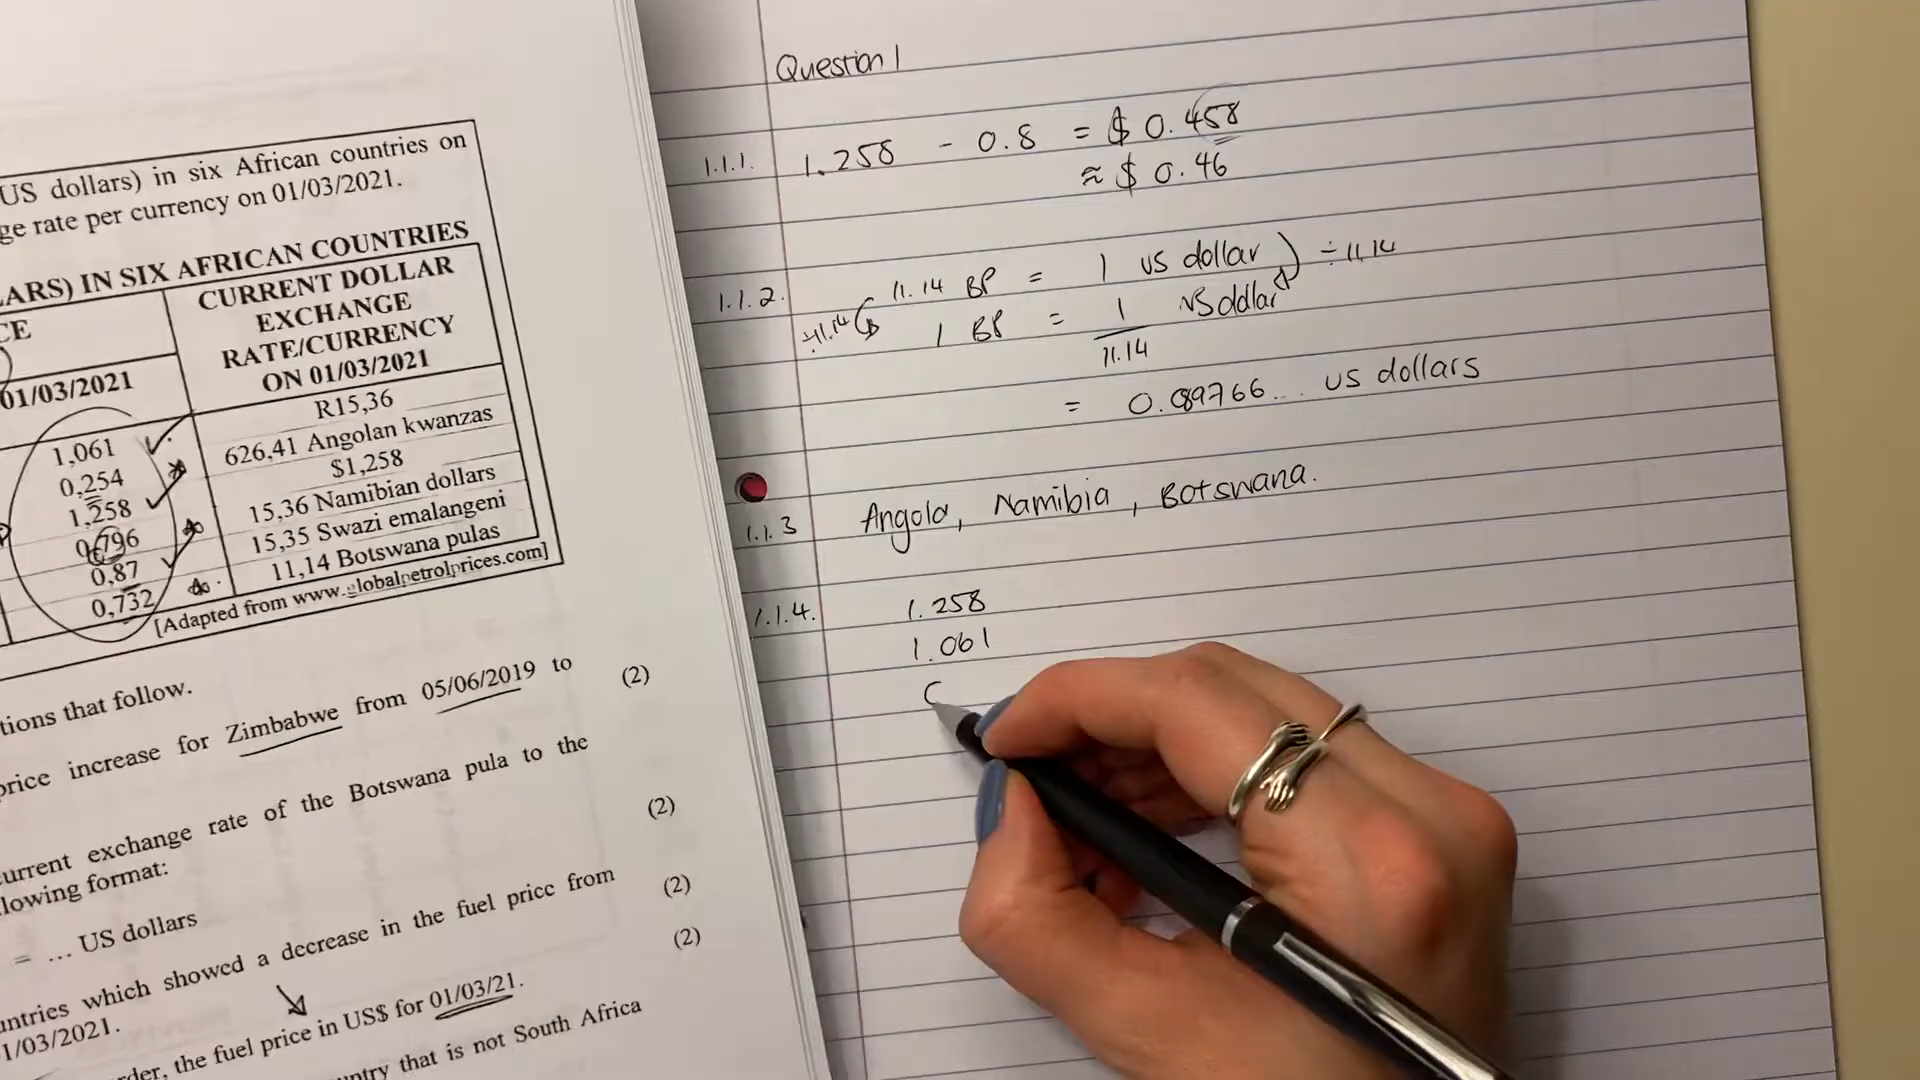 US dollars) in six African countries on
ge rate per currency on 01/03/2021.
LARS) IN SIX AFRICAN COUNTRIES
CE
01/03/2021
CURRENT DOLLAR
EXCHANGE
RATE/CURRENCY
ON 01/03/2021
1,061
R15,36
0,254
626,41 Angolan kwanzas
1,258
$1,258
0,796
15,36 Namibian dollars
0,87
15,35 Swazi emalangeni
0,732
11,14 Botswana pulas
[Adapted from www.globalpetrolprices.com]
tions that follow.
price increase for Zimbabwe from 05/06/2019 to (2)
current exchange rate of the Botswana pula to the
lowing format: (2)
= ... US dollars
untries which showed a decrease in the fuel price from (2)
1/03/2021.
rder, the fuel price in US$ for 01/03/21. (2)
untry that is not South Africa
Question 1
1.1.1. 1.258 - 0.8 = $ 0.458
≈ $ 0.46
1.1.2. 11.14 BP = 1 US dollar ÷ 11.14
÷11.14 1 BP = 1/11.14 US dollar
= 0.089766... US dollars
1.1.3 Angola, Namibia, Botswana.
1.1.4. 1.258
1.061